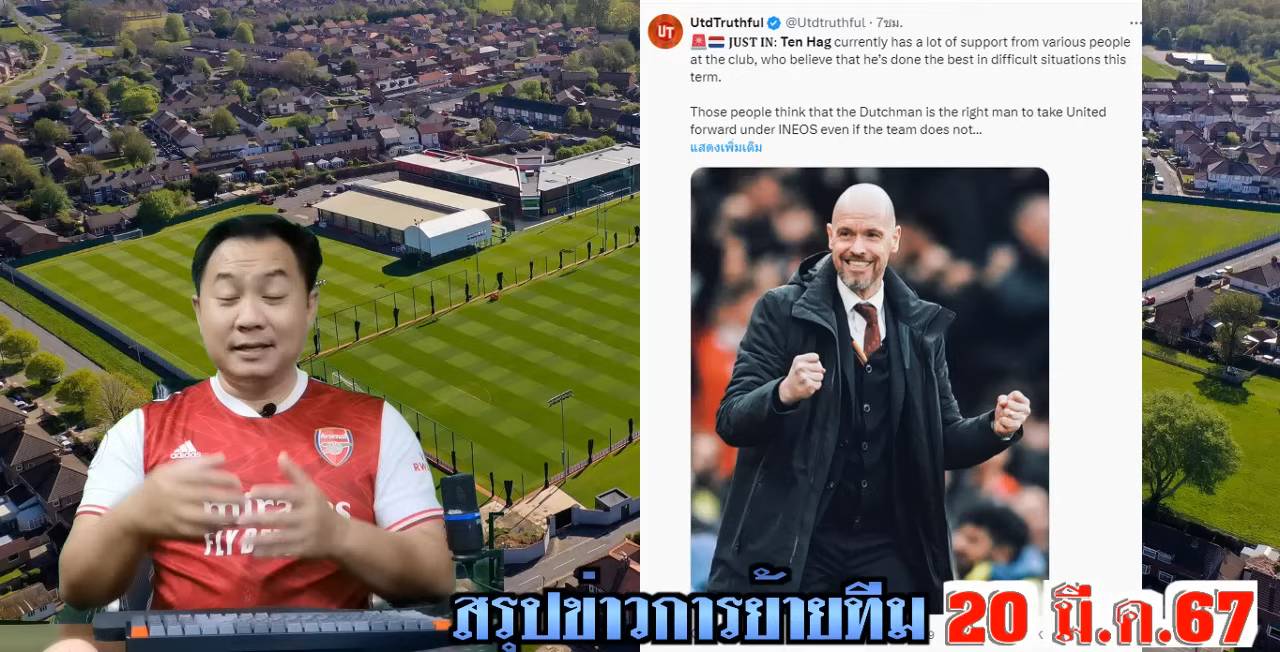 UtdTruthful @Utdtruthful · 7ชม.
UT
🚨🇳🇱 𝐉𝐔𝐒𝐓 𝐈𝐍: Ten Hag currently has a lot of support from various people
at the club, who believe that he's done the best in difficult situations this
term.
Those people think that the Dutchman is the right man to take United
forward under INEOS even if the team does not...
แสดงเพิ่มเติม
Arsenal
adidas
FLY
สรุปข่าวการย้ายทีม 20 มี.ค.67